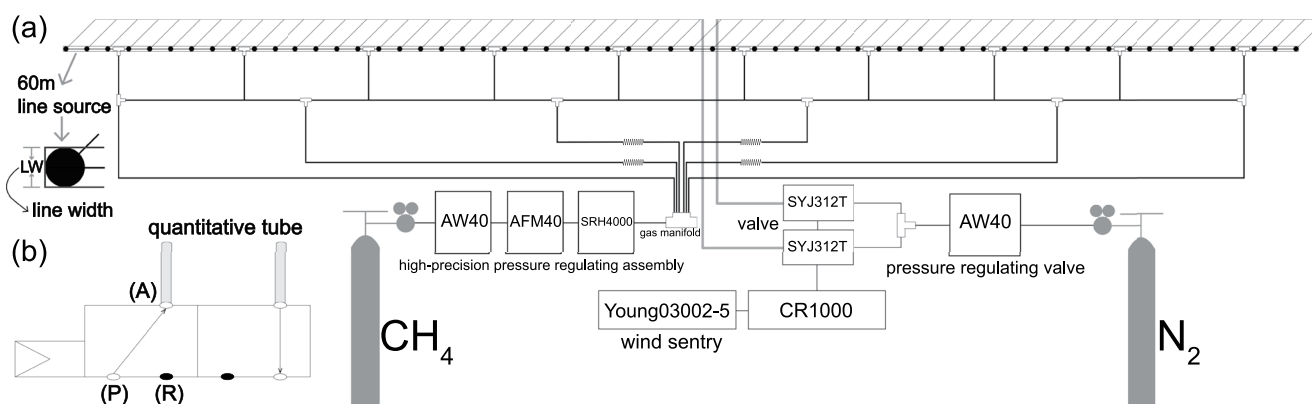 (a)
60m
line source
LW
line width
quantitative tube
(b)
(A)
(P)
(R)
AW40
AFM40
SRH4000
gas manifold
high-precision pressure regulating assembly
CH4
valve
SYJ312T
SYJ312T
AW40
pressure regulating valve
Young03002-5
CR1000
wind sentry
N2